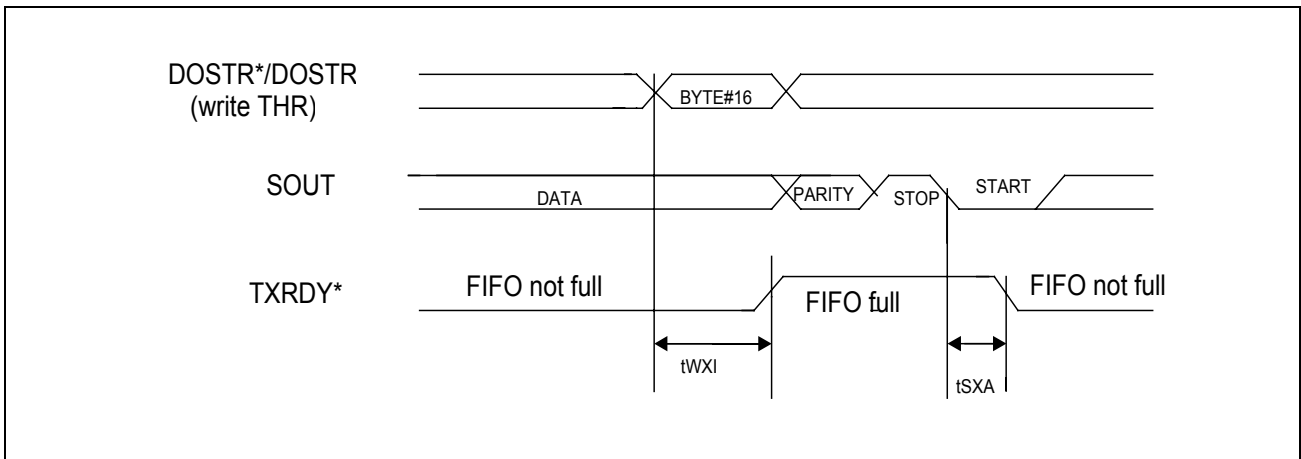 DOSTR*/DOSTR
(write THR)
BYTE#16
SOUT
DATA
PARITY
STOP
START
TXRDY*
FIFO not full
FIFO full
FIFO not full
tWXI
tSXA